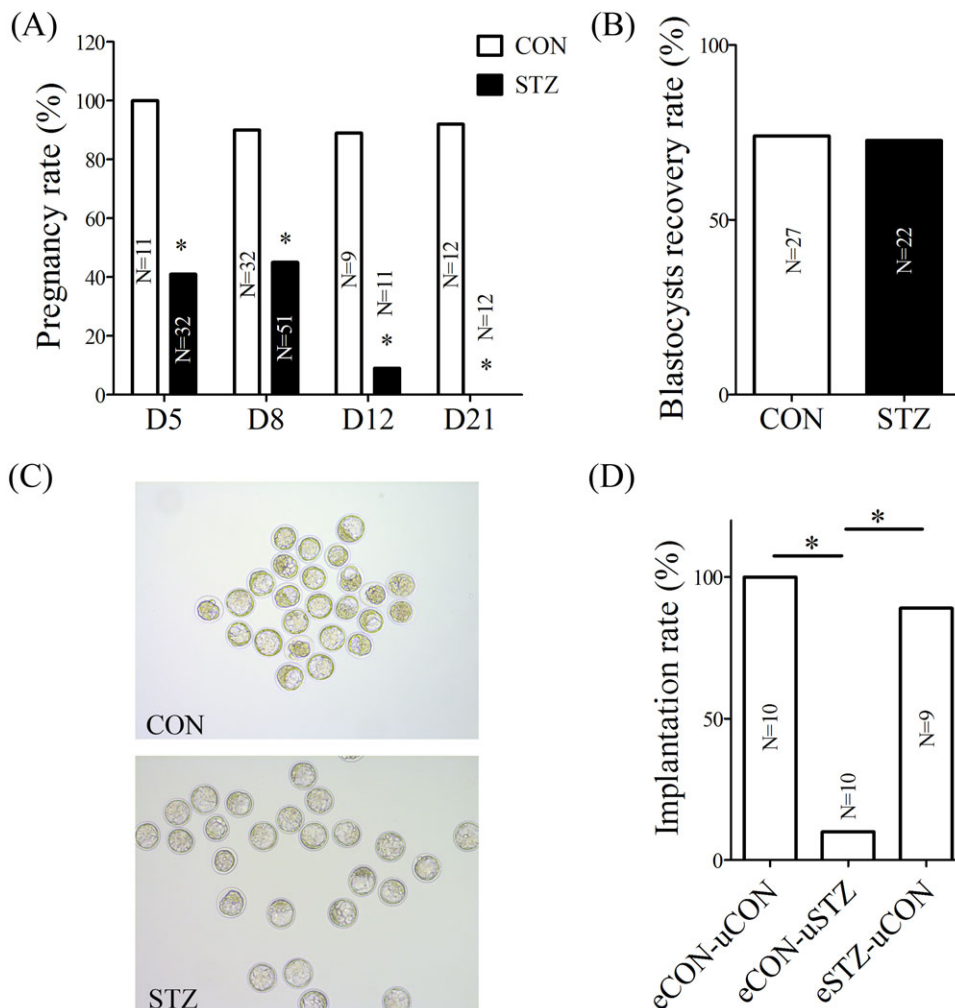 (A)
Pregnancy rate (%)
120
100
80
60
40
20
0
CON
STZ
N=11
N=32
*
N=32
N=51
*
N=9
N=11
*
N=12
N=12
*
D5 D8 D12 D21
(B)
Blastocysts recovery rate (%)
100
50
0
N=27
N=22
CON STZ
(C)
CON
STZ
(D)
Implantation rate (%)
100
50
0
*
*
N=10
N=10
N=9
eCON-uCON
eCON-uSTZ
eSTZ-uCON